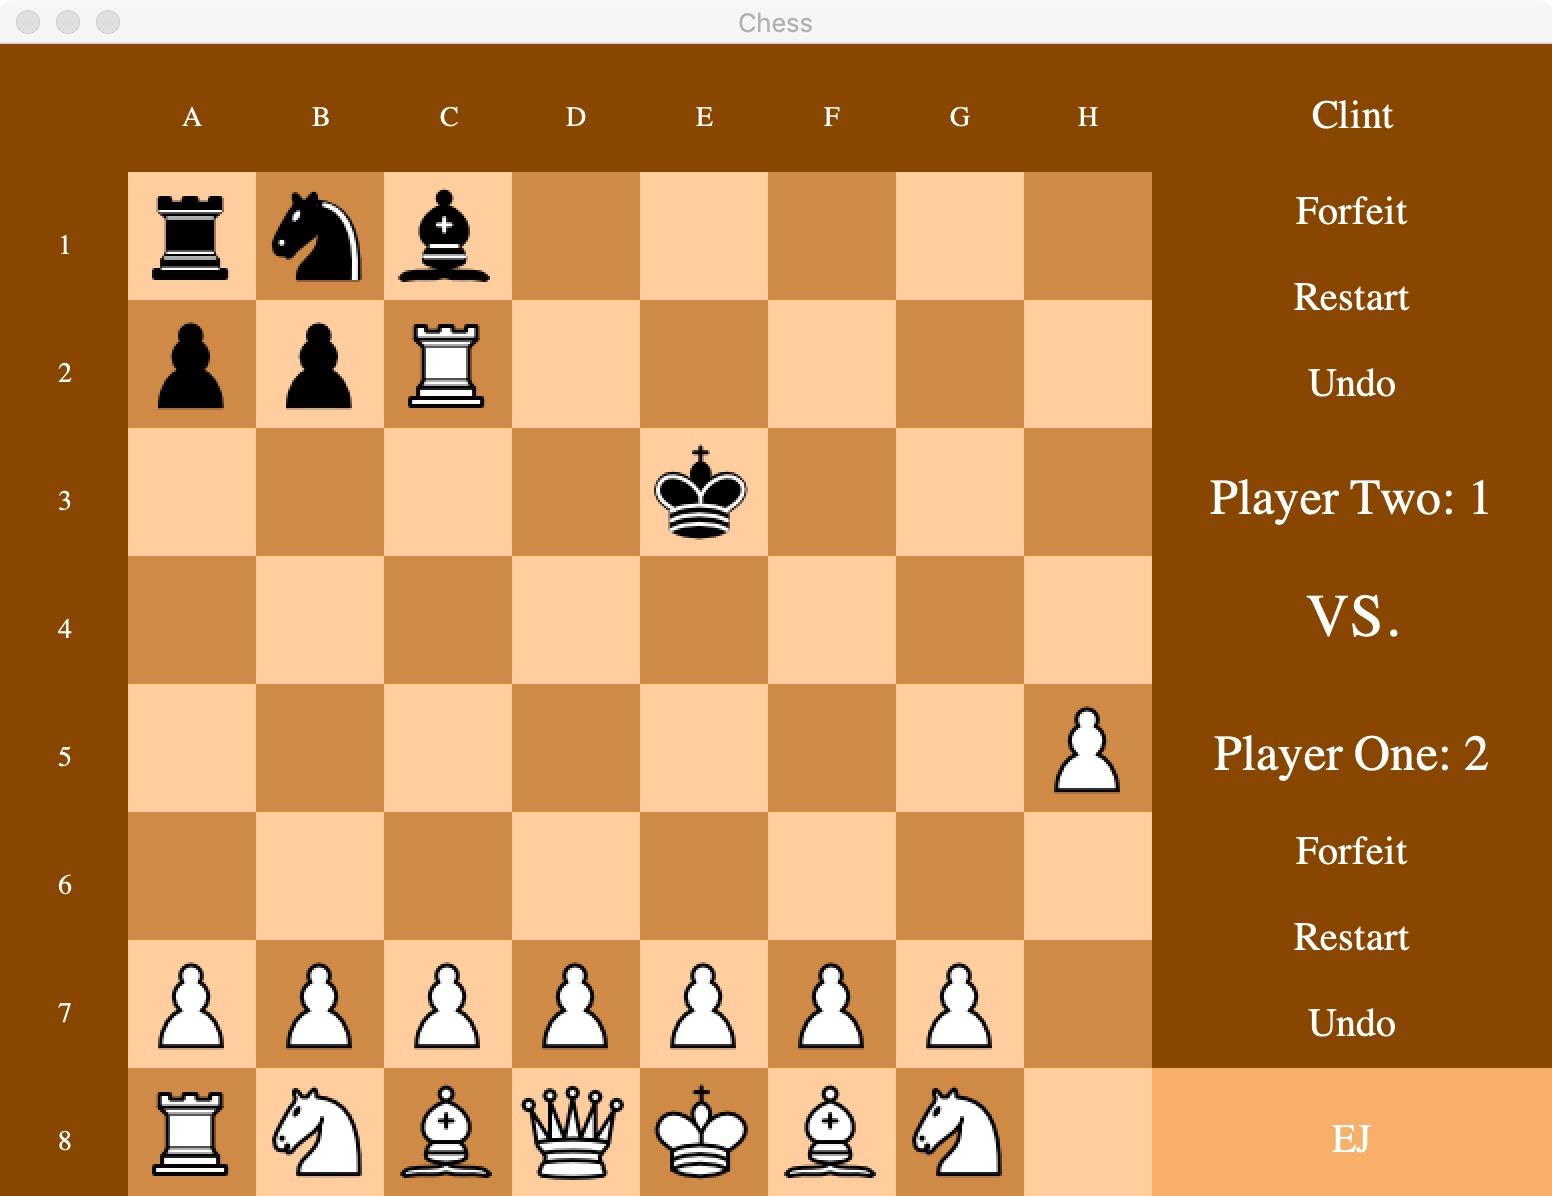 Chess
A B C D E F G H Clint
1 Forfeit
Restart
2 Undo
3 Player Two: 1
4 VS.
5 Player One: 2
Forfeit
6
Restart
7 Undo
8 EJ